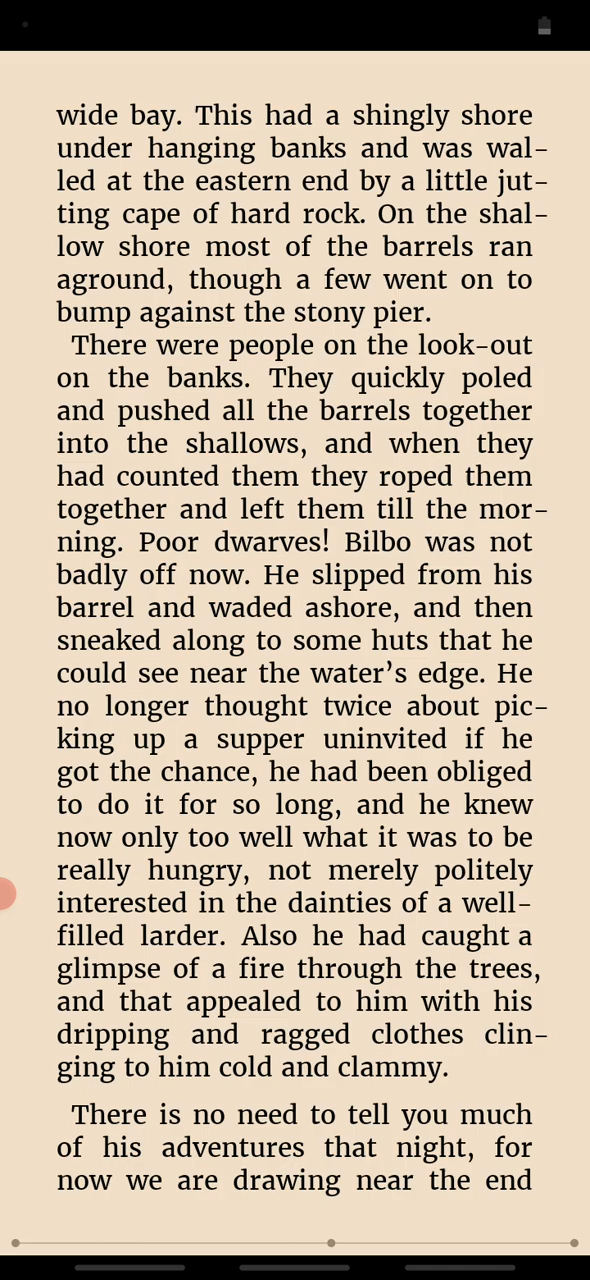 wide bay. This had a shingly shore
under hanging banks and was wal-
led at the eastern end by a little jut-
ting cape of hard rock. On the shal-
low shore most of the barrels ran
aground, though a few went on to
bump against the stony pier.
There were people on the look-out
on the banks. They quickly poled
and pushed all the barrels together
into the shallows, and when they
had counted them they roped them
together and left them till the mor-
ning. Poor dwarves! Bilbo was not
badly off now. He slipped from his
barrel and waded ashore, and then
sneaked along to some huts that he
could see near the water’s edge. He
no longer thought twice about pic-
king up a supper uninvited if he
got the chance, he had been obliged
to do it for so long, and he knew
now only too well what it was to be
really hungry, not merely politely
interested in the dainties of a well-
filled larder. Also he had caught a
glimpse of a fire through the trees,
and that appealed to him with his
dripping and ragged clothes clin-
ging to him cold and clammy.
There is no need to tell you much
of his adventures that night, for
now we are drawing near the end